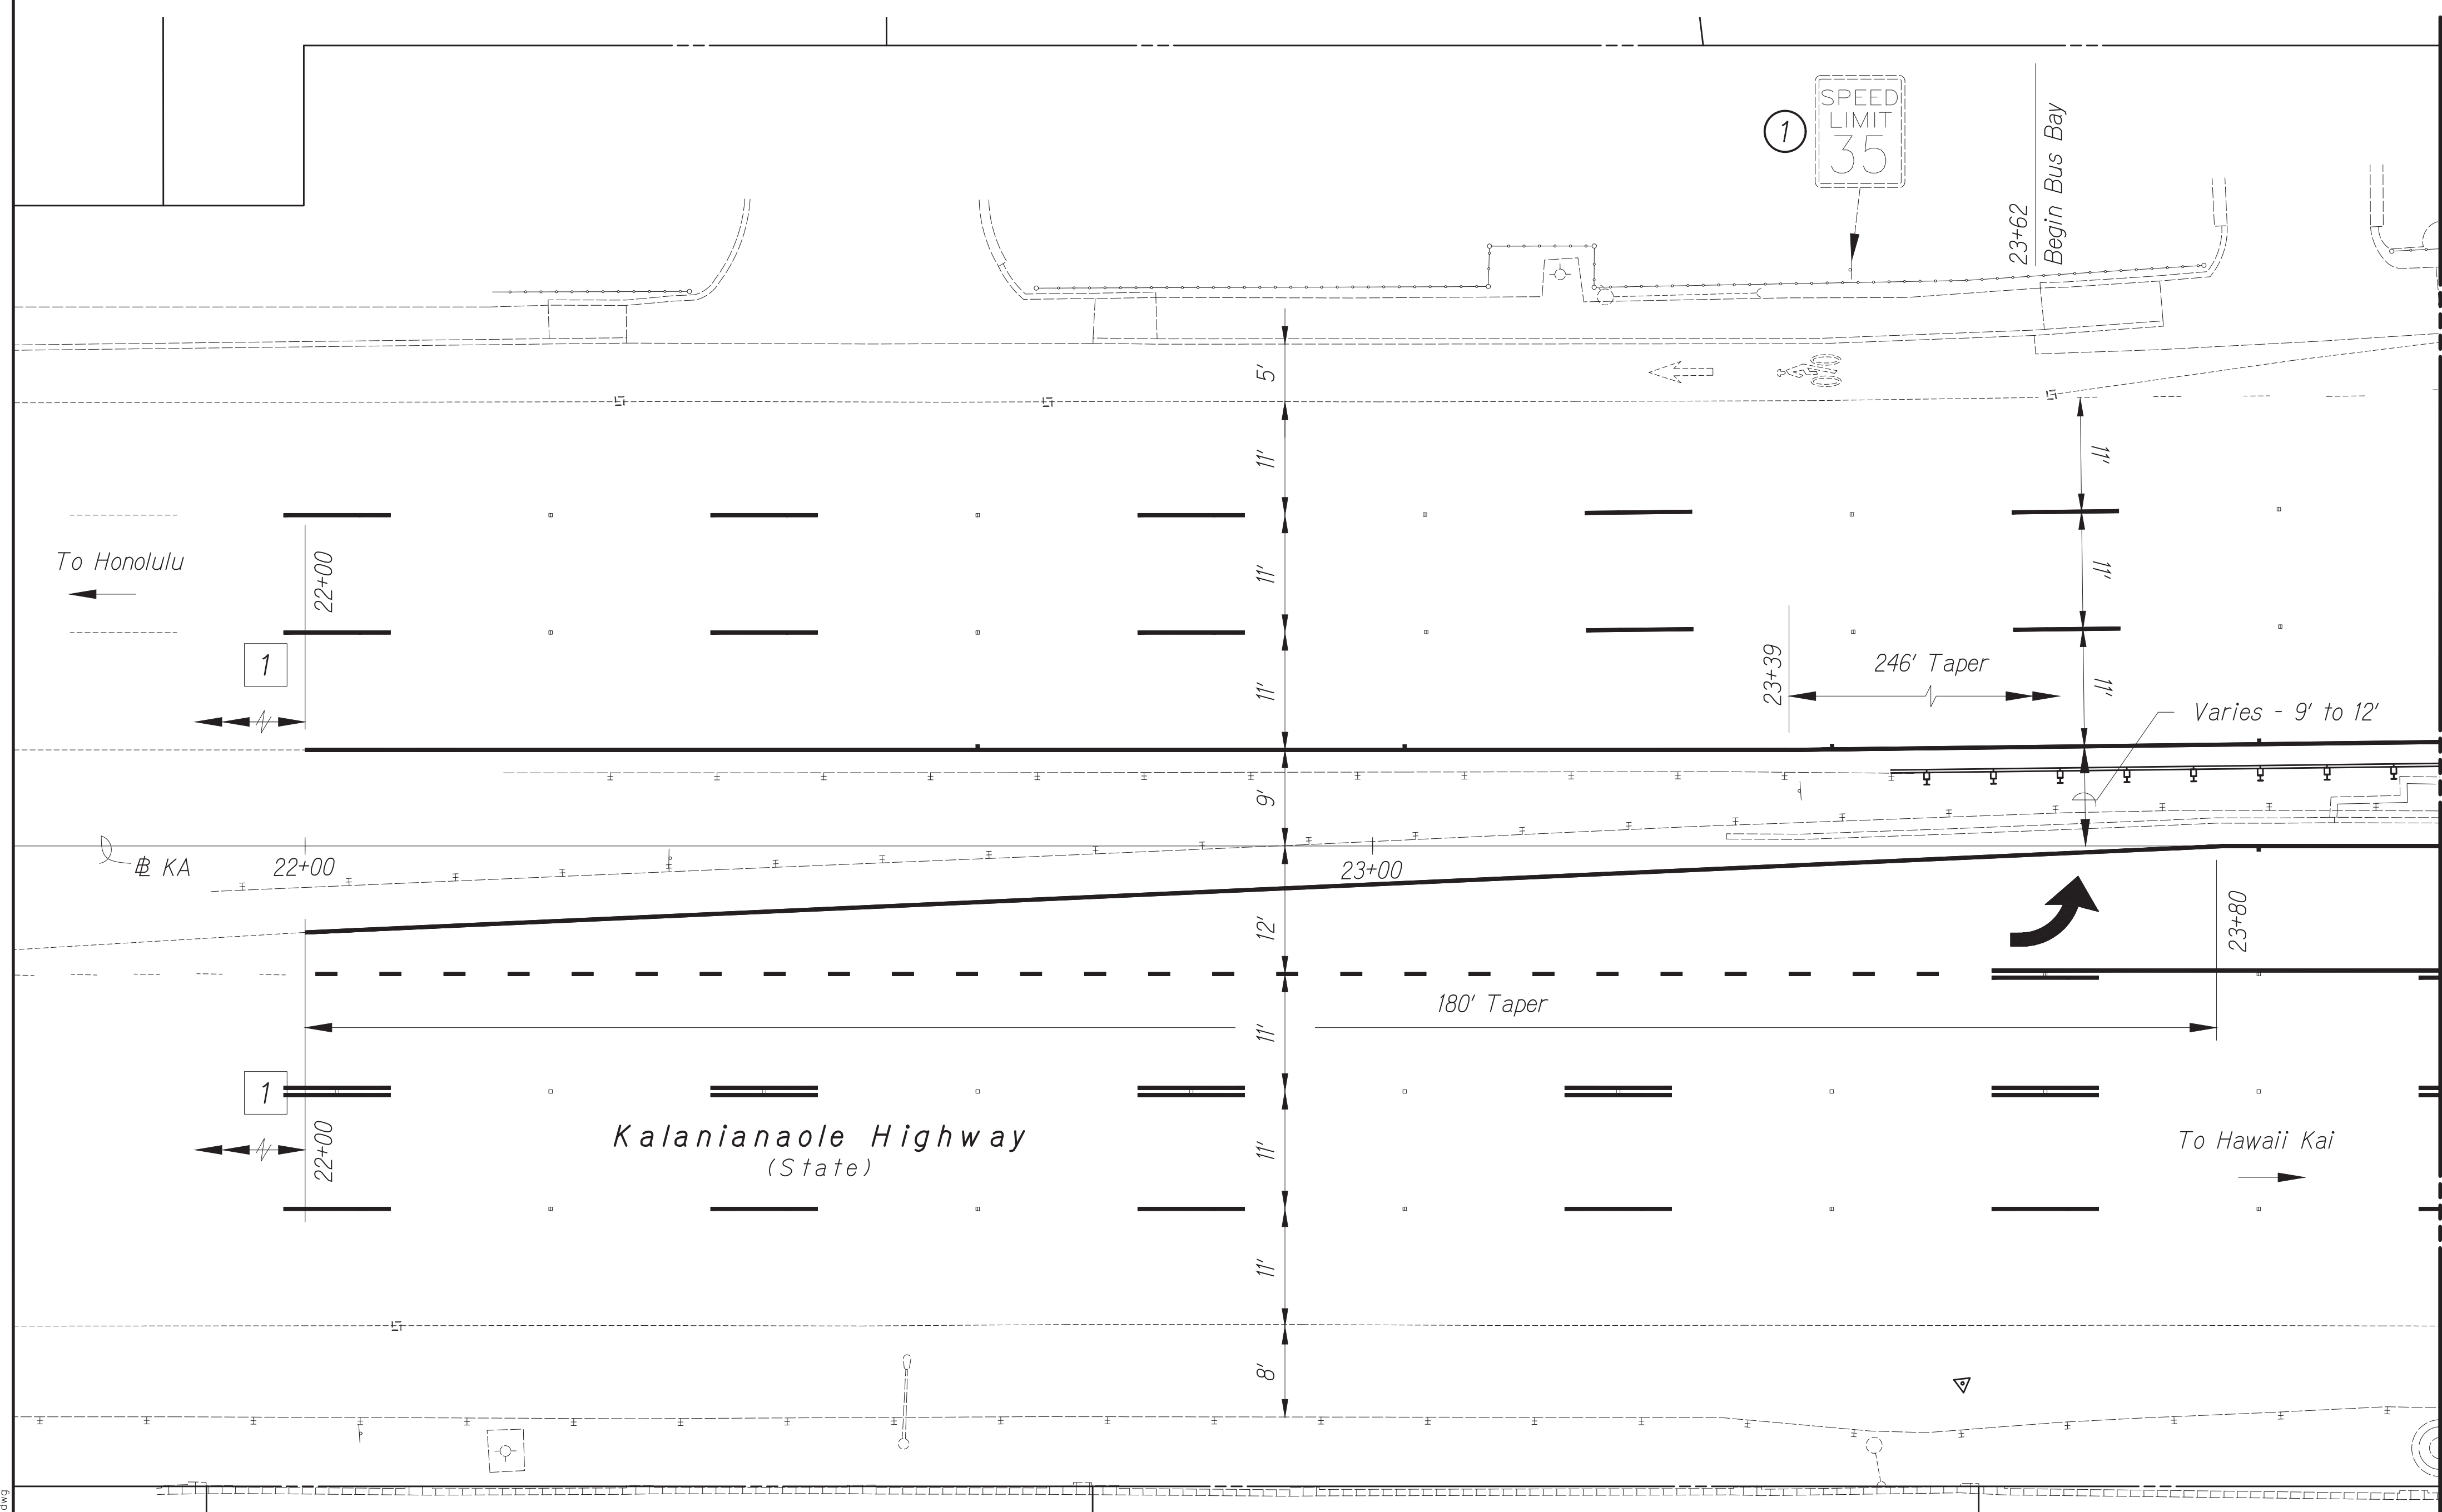 SPEED
LIMIT
35
1
23+62
Begin Bus Bay
5'
11'
11'
11'
11'
11'
11'
To Honolulu
22+00
1
23+39
246' Taper
Varies - 9' to 12'
9'
℄ KA
22+00
23+00
12'
23+80
180' Taper
11'
1
22+00
Kalanianaole Highway
(State)
11'
To Hawaii Kai
11'
8'
dwg